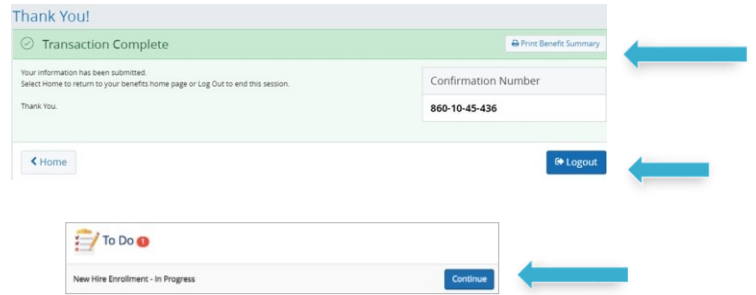 Thank You!
Transaction Complete
Print Benefit Summary
Your information has been submitted.
Select Home to return to your benefits home page or Log Out to end this session.
Thank You.
Confirmation Number
860-10-45-436
Home
Logout
To Do 1
New Hire Enrollment - In Progress
Continue